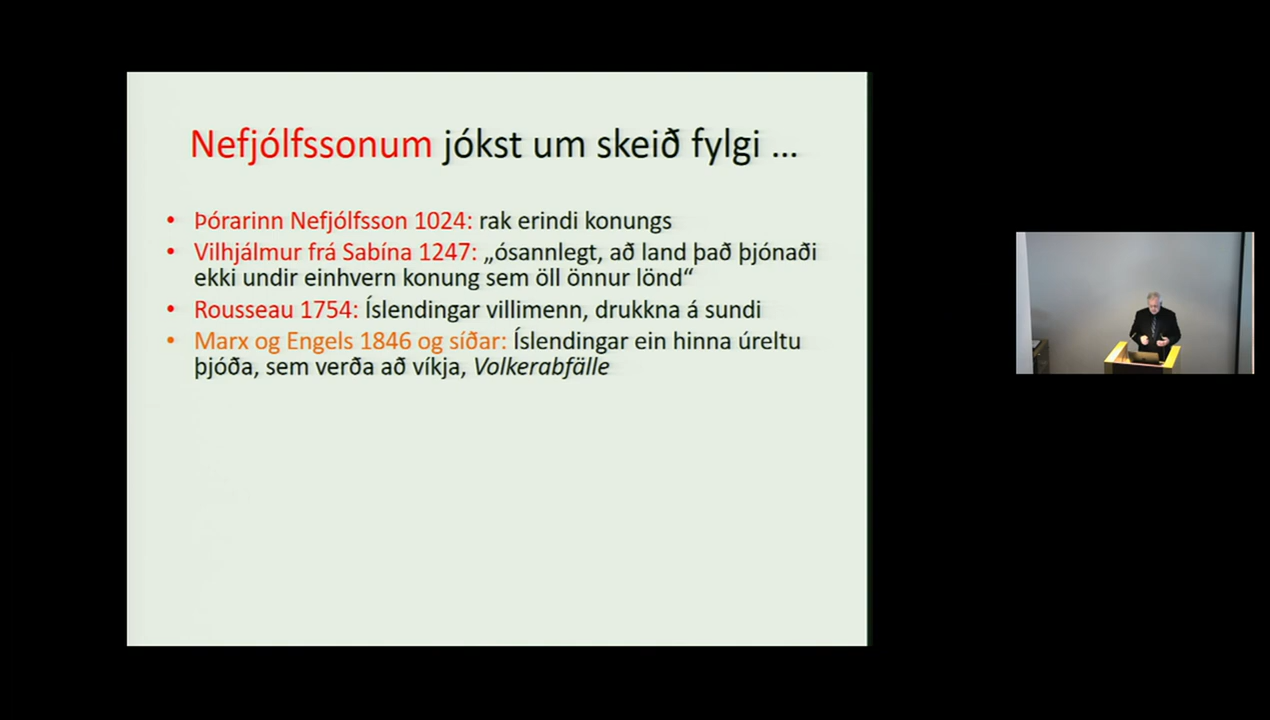 Nefjólfssonum jókst um skeið fylgi ...
• Þórarinn Nefjólfsson 1024: rak erindi konungs
• Vilhjálmur frá Sabína 1247: „ósannlegt, að land það þjónaði
ekki undir einhvern konung sem öll önnur lönd“
• Rousseau 1754: Íslendingar villimenn, drukkna á sundi
• Marx og Engels 1846 og síðar: Íslendingar ein hinna úreltu
þjóða, sem verða að víkja, Volkerabfälle